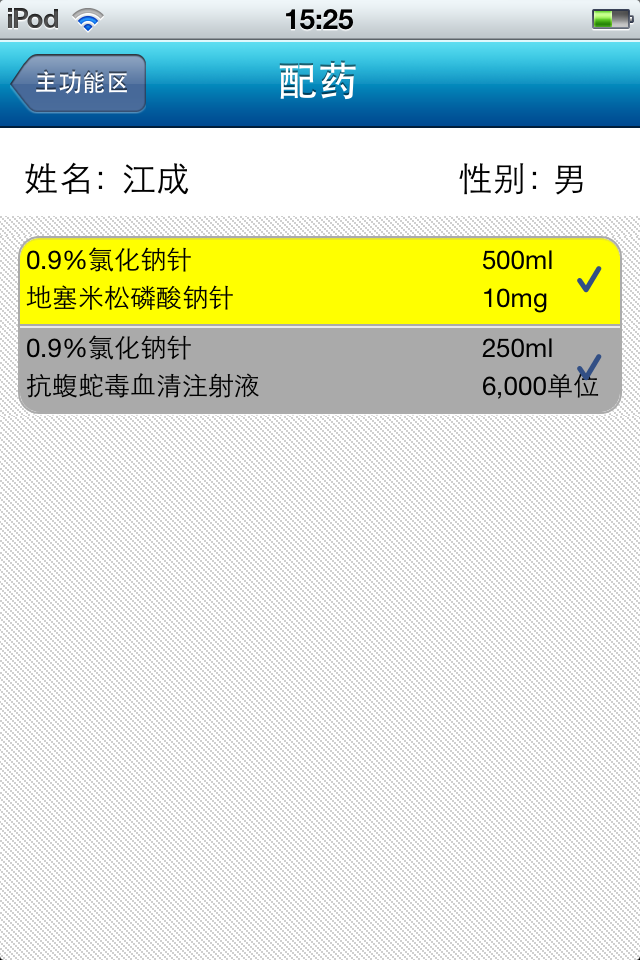 iPod 15:25
主功能区 配药
姓名: 江成 性别: 男
0.9%氯化钠针 500ml
地塞米松磷酸钠针 10mg
0.9%氯化钠针 250ml
抗蝮蛇毒血清注射液 6,000单位